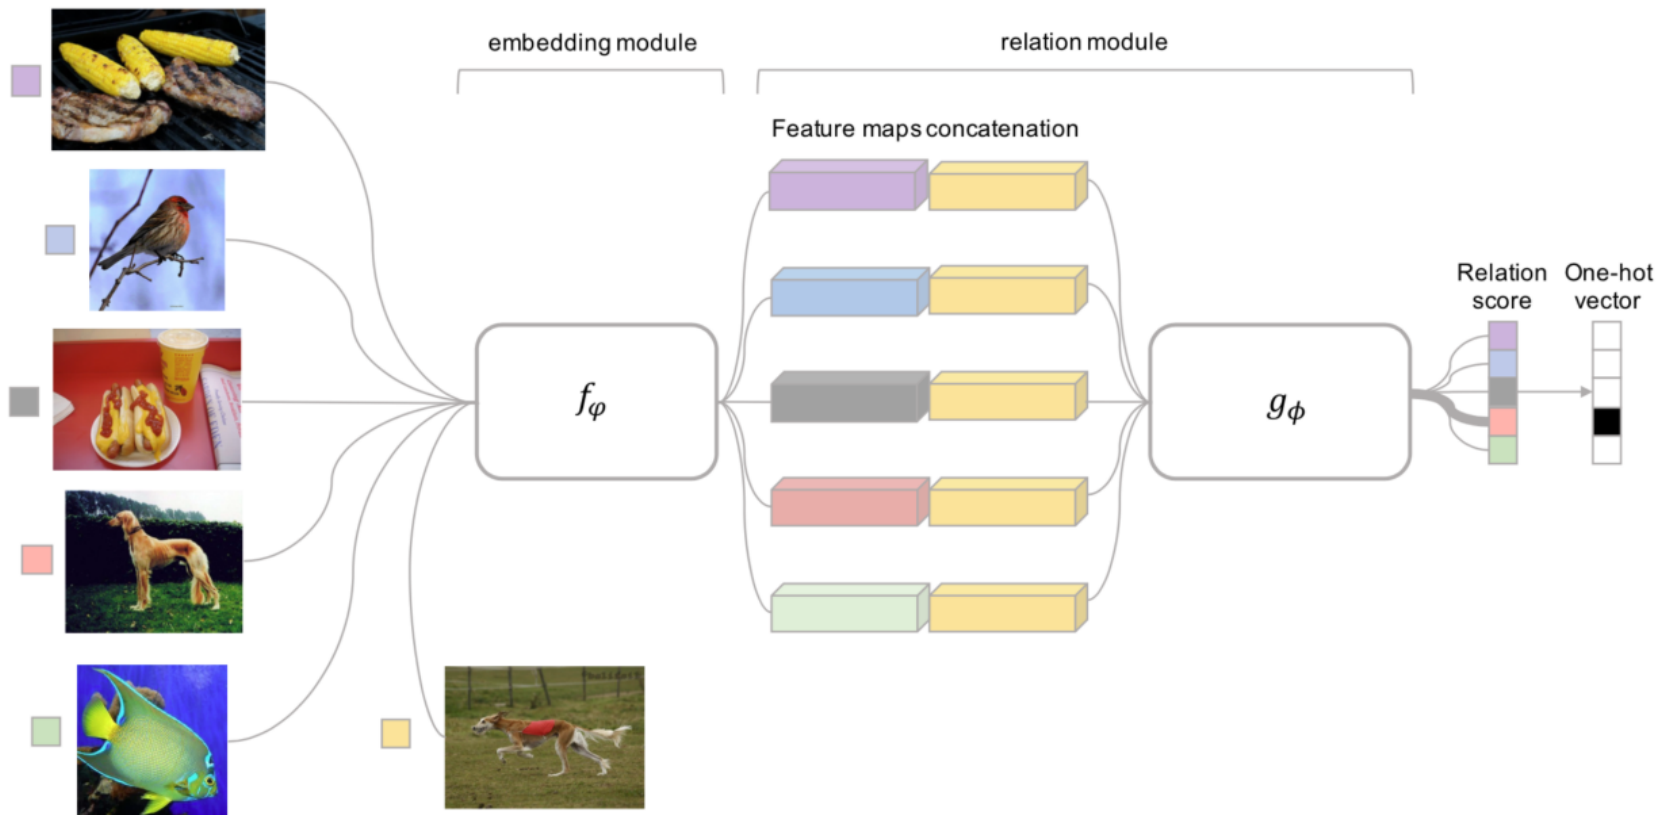 embedding module
relation module
Feature maps concatenation
Relation
score
One-hot
vector
fφ
gϕ